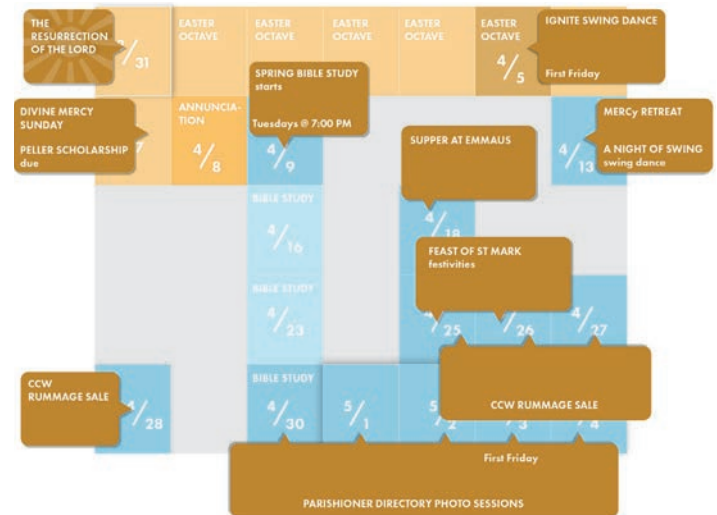 THE
RESURRECTION
OF THE LORD
/31
EASTER
OCTAVE
EASTER
OCTAVE
EASTER
OCTAVE
EASTER
OCTAVE
EASTER
OCTAVE
4/5
IGNITE SWING DANCE
First Friday
DIVINE MERCY
SUNDAY
PELLER SCHOLARSHIP
due
ANNUNCIA-
TION
4/8
SPRING BIBLE STUDY
starts
Tuesdays @ 7:00 PM
4/9
MERCy RETREAT
A NIGHT OF SWING
swing dance
4/13
BIBLE STUDY
4/16
SUPPER AT EMMAUS
4/18
BIBLE STUDY
4/23
FEAST OF ST MARK
festivities
4/25
4/26
4/27
CCW RUMMAGE SALE
CCW
RUMMAGE SALE
4/28
BIBLE STUDY
4/30
5/1
5/2
/3
/4
First Friday
PARISHIONER DIRECTORY PHOTO SESSIONS